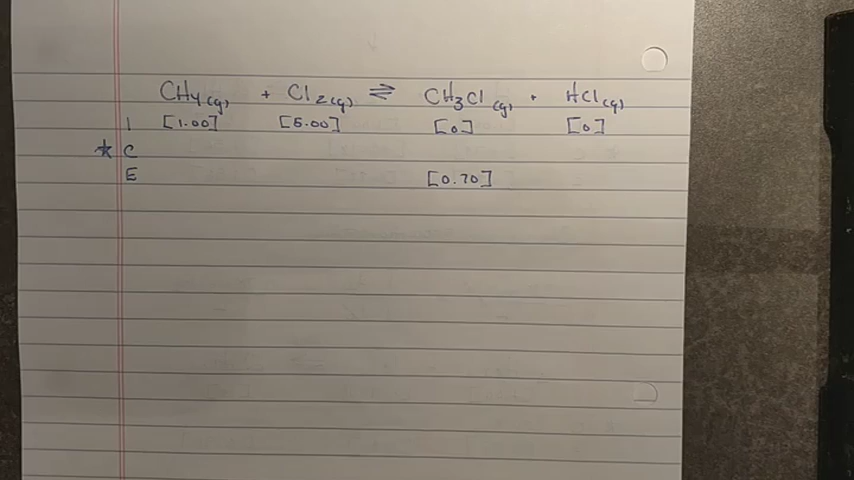 CH4(g) + Cl2(g) ⇌ CH3Cl(g) + HCl(g)
I [1.00] [5.00] [0] [0]
★ C
E [0.70]